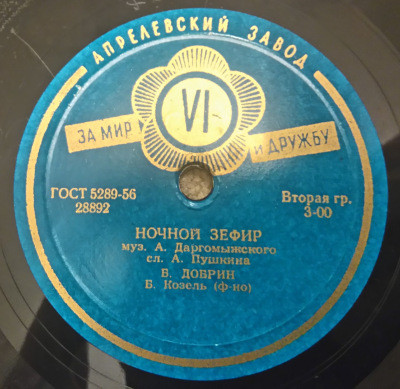 АПРЕЛЕВСКИЙ ЗАВОД
VI
ЗА МИР И ДРУЖБУ
ГОСТ 5289-56
28892
Вторая гр.
3-00
НОЧНОЙ ЗЕФИР
муз. А. Даргомыжского
сл. А. Пушкина
Б. ДОБРИН
Б. Козель (ф-но)